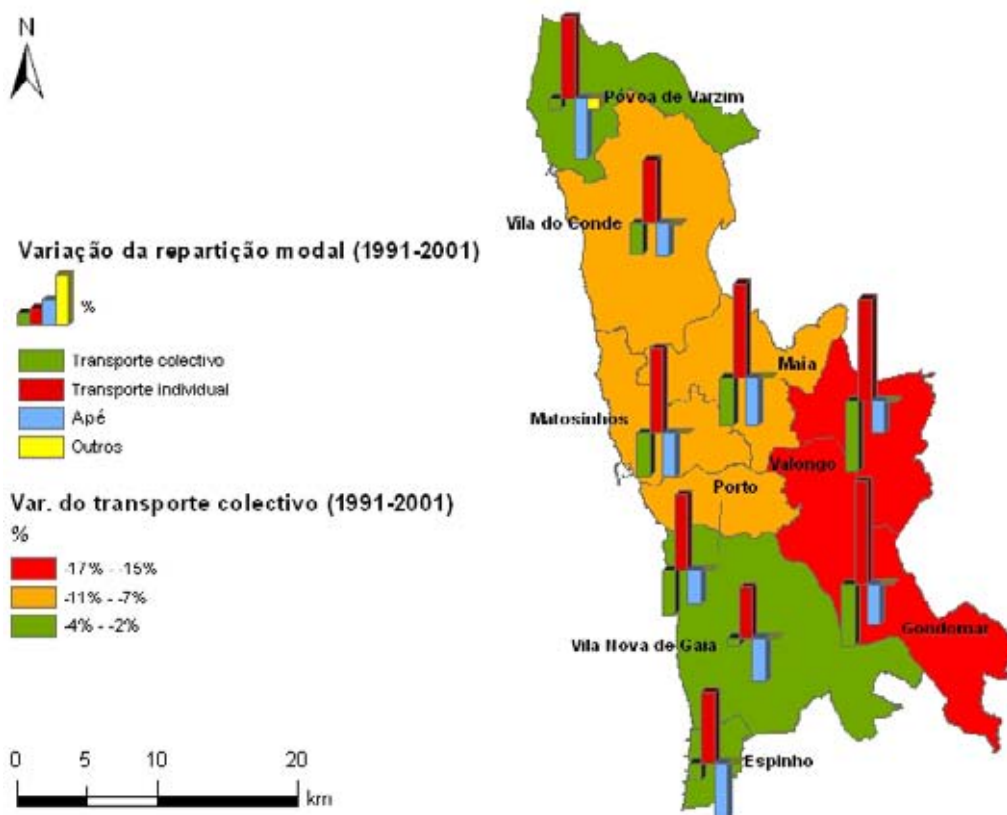 N
Variação da repartição modal (1991-2001)
%
Transporte colectivo
Transporte individual
Apé
Outros
Var. do transporte colectivo (1991-2001)
%
-17% - -15%
-11% - -7%
-4% - -2%
0 5 10 20
km
Póvoa de Varzim
Vila do Conde
Maia
Matosinhos
Valongo
Porto
Gondomar
Vila Nova de Gaia
Espinho